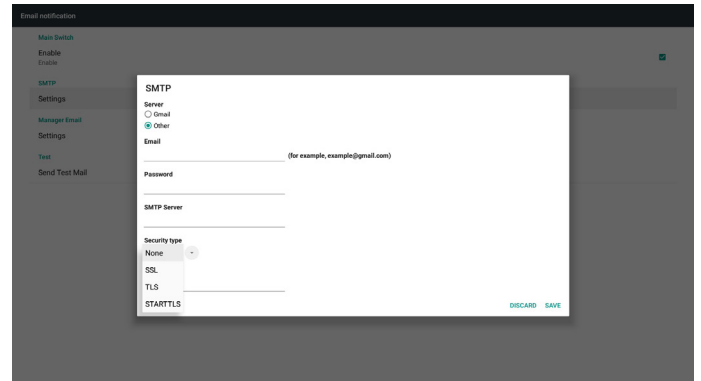 Email notification
Main Switch
Enable
Enable
SMTP
Settings
Manager Email
Settings
Test
Send Test Mail
SMTP
Server
Gmail
Other
Email
(for example, example@gmail.com)
Password
SMTP Server
Security type
None
SSL
TLS
STARTTLS
DISCARD SAVE